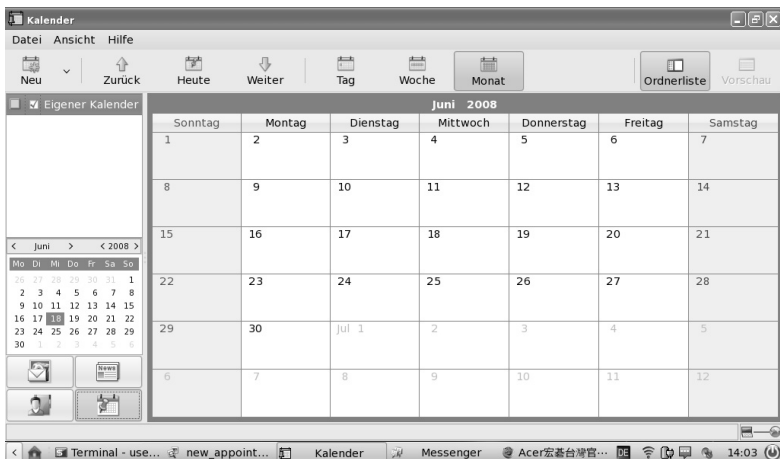 Kalender
Datei Ansicht Hilfe
Neu Zurück Heute Weiter Tag Woche Monat Ordnerliste Vorschau
Eigener Kalender
Juni 2008
Sonntag Montag Dienstag Mittwoch Donnerstag Freitag Samstag
1 2 3 4 5 6 7
8 9 10 11 12 13 14
15 16 17 18 19 20 21
22 23 24 25 26 27 28
29 30 Jul 1 2 3 4 5
6 7 8 9 10 11 12
< Juni > < 2008 >
Mo Di Mi Do Fr Sa So
26 27 28 29 30 31 1
2 3 4 5 6 7 8
9 10 11 12 13 14 15
16 17 18 19 20 21 22
23 24 25 26 27 28 29
30 1 2 3 4 5 6
News
< Terminal - use... new_appoint... Kalender Messenger Acer宏碁台灣官… DE 14:03